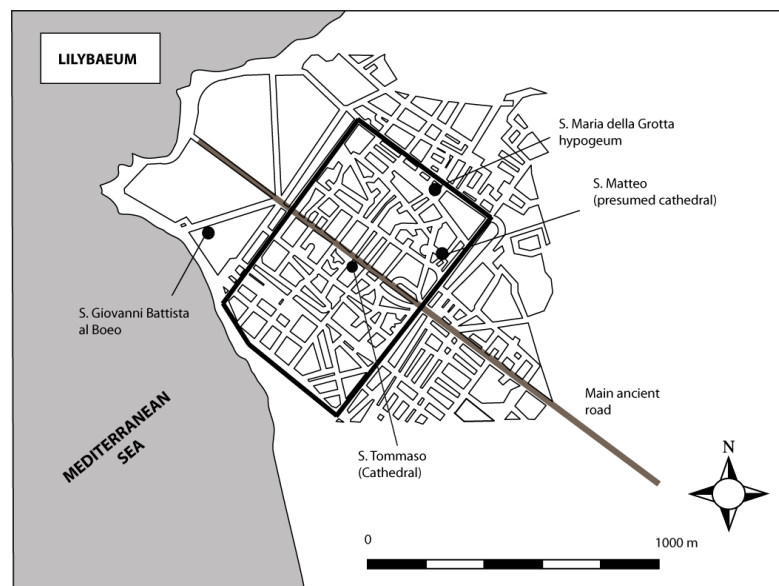 LILYBAEUM
S. Maria della Grotta
hypogeum
S. Matteo
(presumed cathedral)
S. Giovanni Battista
al Boeo
MEDITERRANEAN
SEA
Main ancient
road
S. Tommaso
(Cathedral)
N
0
1000 m